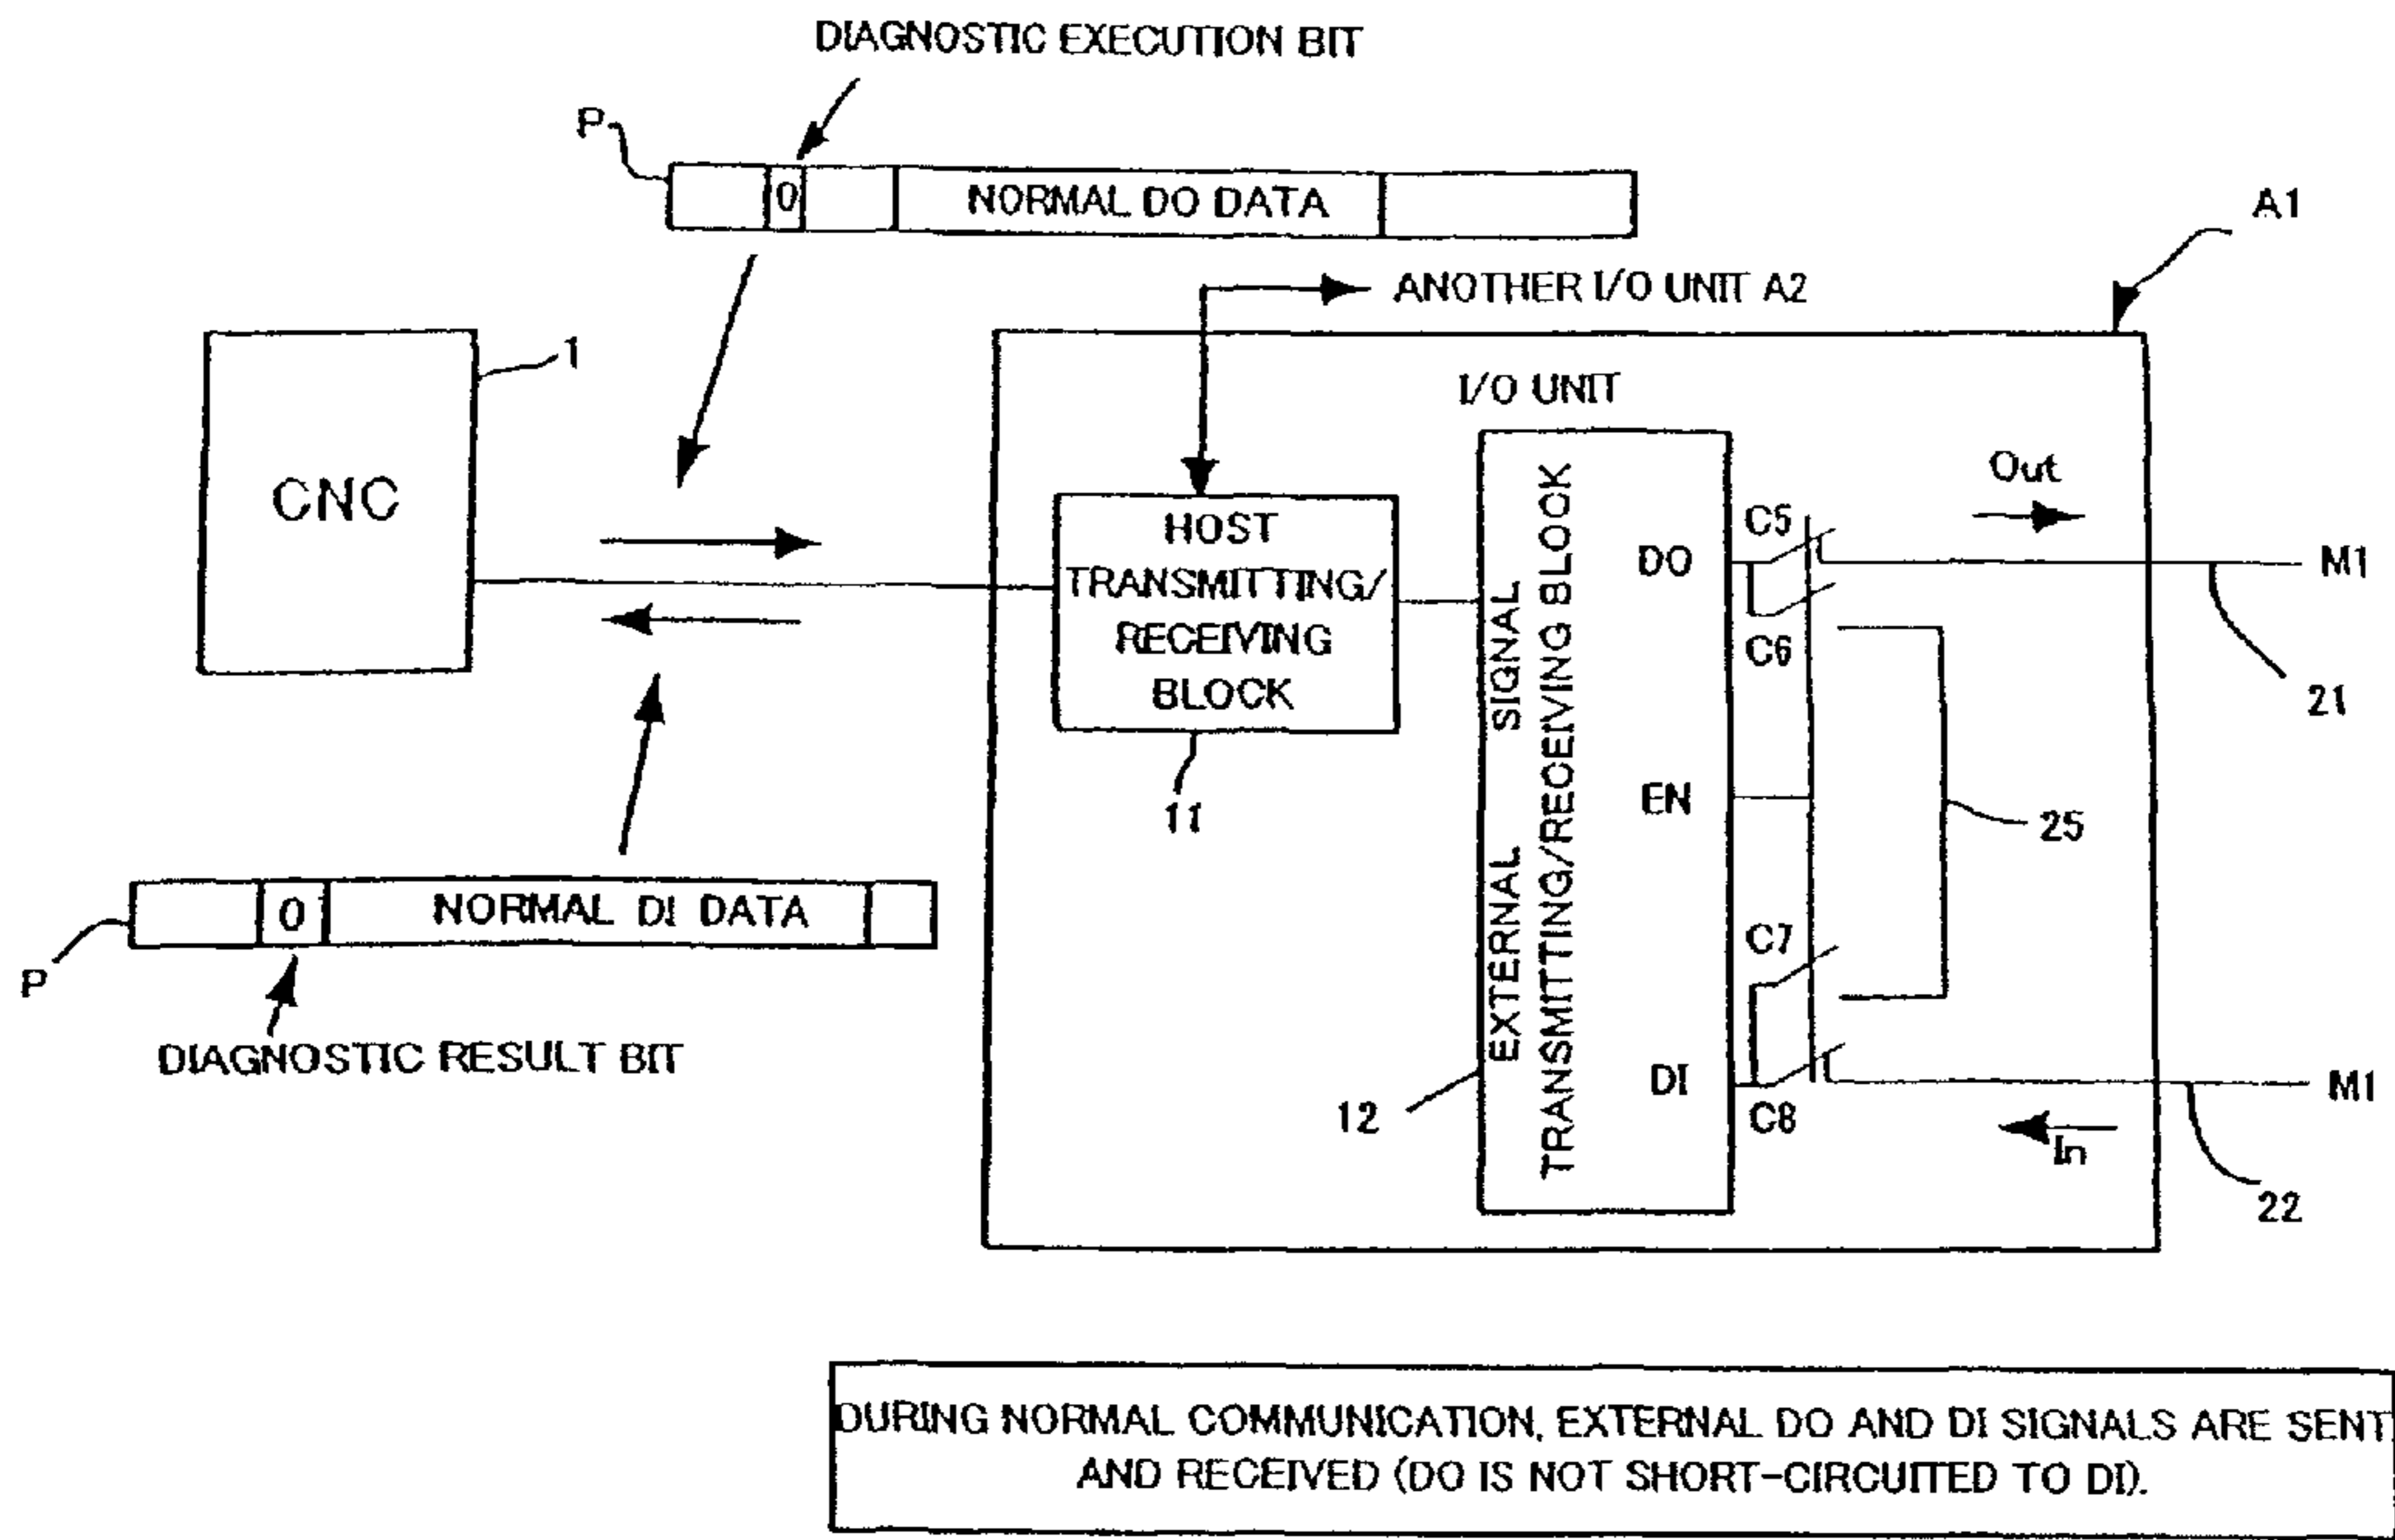 DIAGNOSTIC EXECUTION BIT
P
0
NORMAL DO DATA
A1
ANOTHER I/O UNIT A2
1
I/O UNIT
CNC
HOST
TRANSMITTING/
RECEIVING
BLOCK
11
EXTERNAL SIGNAL
TRANSMITTING/RECEIVING BLOCK
12
DO
EN
DI
C5
C6
C7
C8
Out
M1
21
25
In
M1
22
P
0
NORMAL DI DATA
DIAGNOSTIC RESULT BIT
DURING NORMAL COMMUNICATION, EXTERNAL DO AND DI SIGNALS ARE SENT
AND RECEIVED (DO IS NOT SHORT-CIRCUITED TO DI).